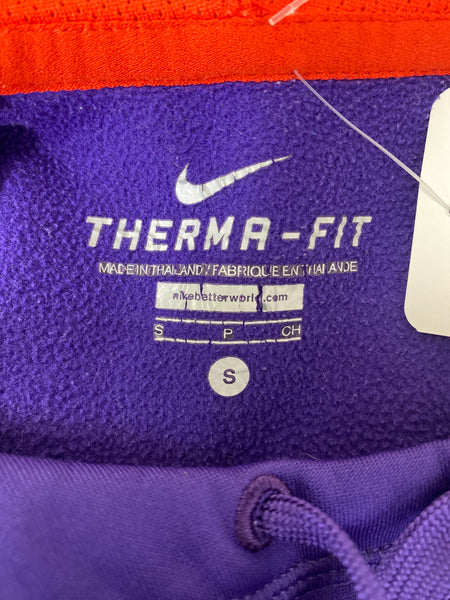 THERMA-FIT
MADE IN THAILAND / FABRIQUE EN THAILANDE
nikebetterworld.com
S P CH
S